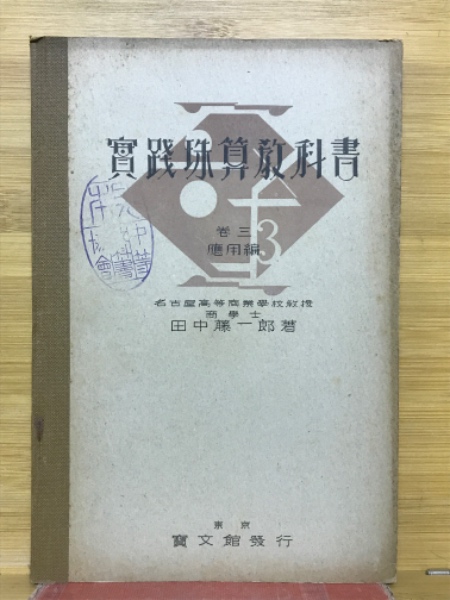 實踐珠算教科書
卷三
3
應用編
名古屋高等商業學校教授
商學士
田中藤一郎著
東京
寶文館發行